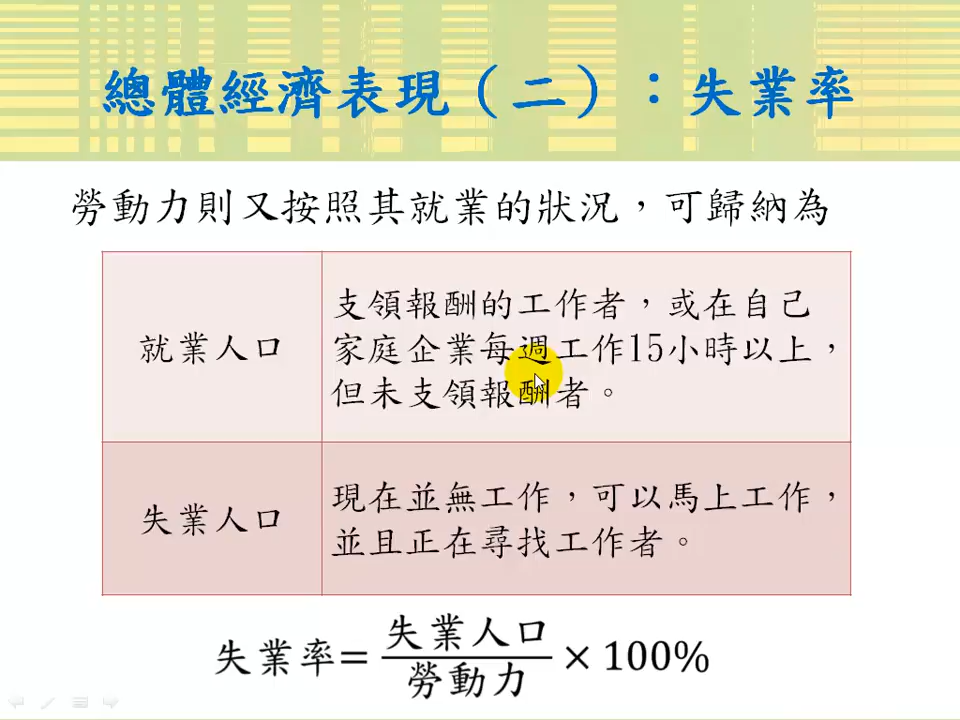 總體經濟表現（二）：失業率
勞動力則又按照其就業的狀況，可歸納為
就業人口
支領報酬的工作者，或在自己
家庭企業每週工作15小時以上，
但未支領報酬者。
失業人口
現在並無工作，可以馬上工作，
並且正在尋找工作者。
失業率=失業人口/勞動力×100%